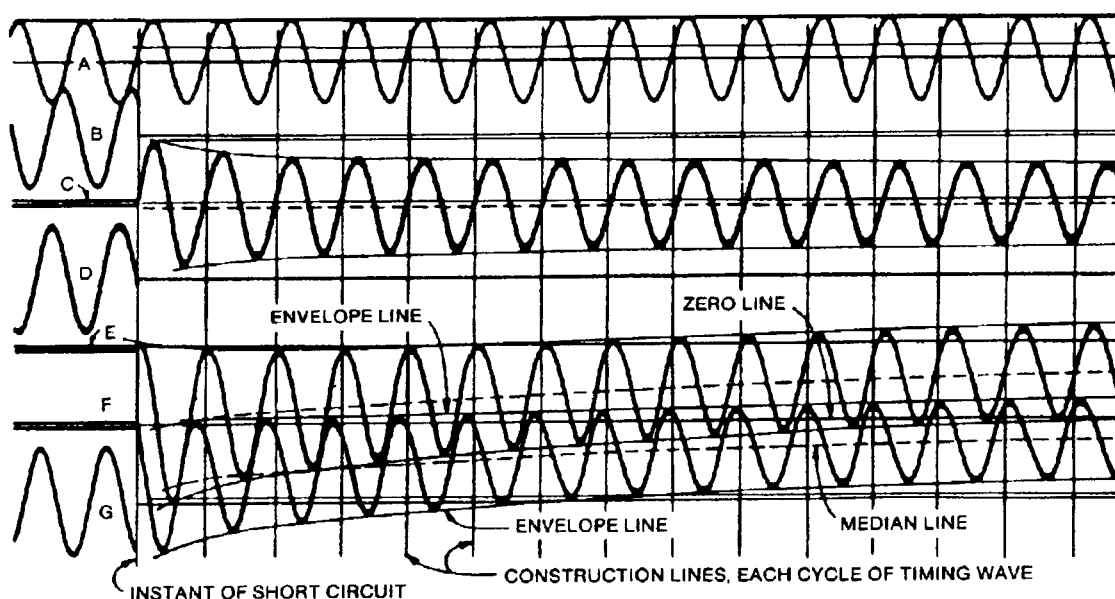 A
B
C
D
E
ENVELOPE LINE
ZERO LINE
F
G
ENVELOPE LINE
MEDIAN LINE
CONSTRUCTION LINES, EACH CYCLE OF TIMING WAVE
INSTANT OF SHORT CIRCUIT